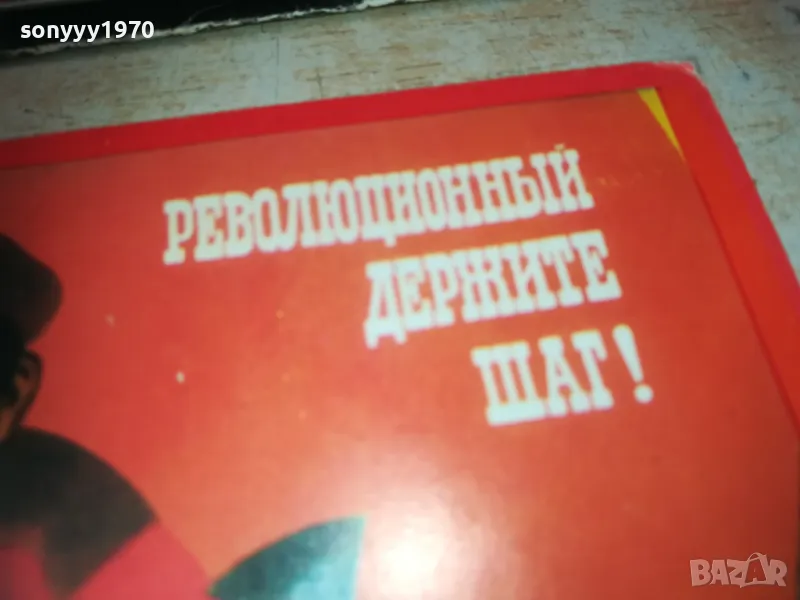 sonyyy1970
РЕВОЛЮЦИОННЫЙ
ДЕРЖИТЕ
ШАГ!
BAZAR